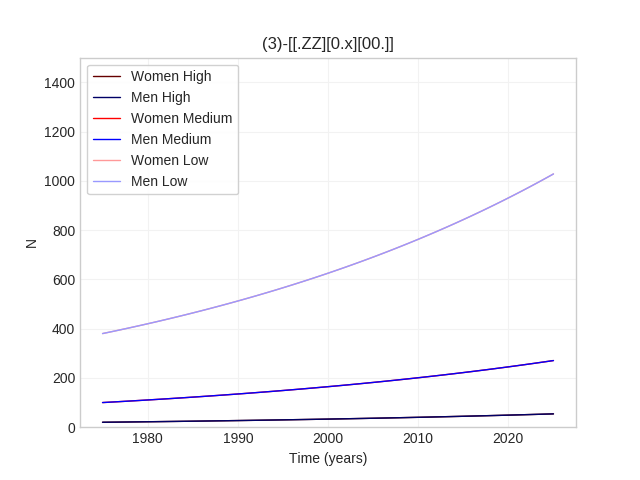 (3)-[[.ZZ][0.x][00.]]
Women High
Men High
Women Medium
Men Medium
Women Low
Men Low
1400
1200
1000
800
600
400
200
0
N
1980
1990
2000
2010
2020
Time (years)